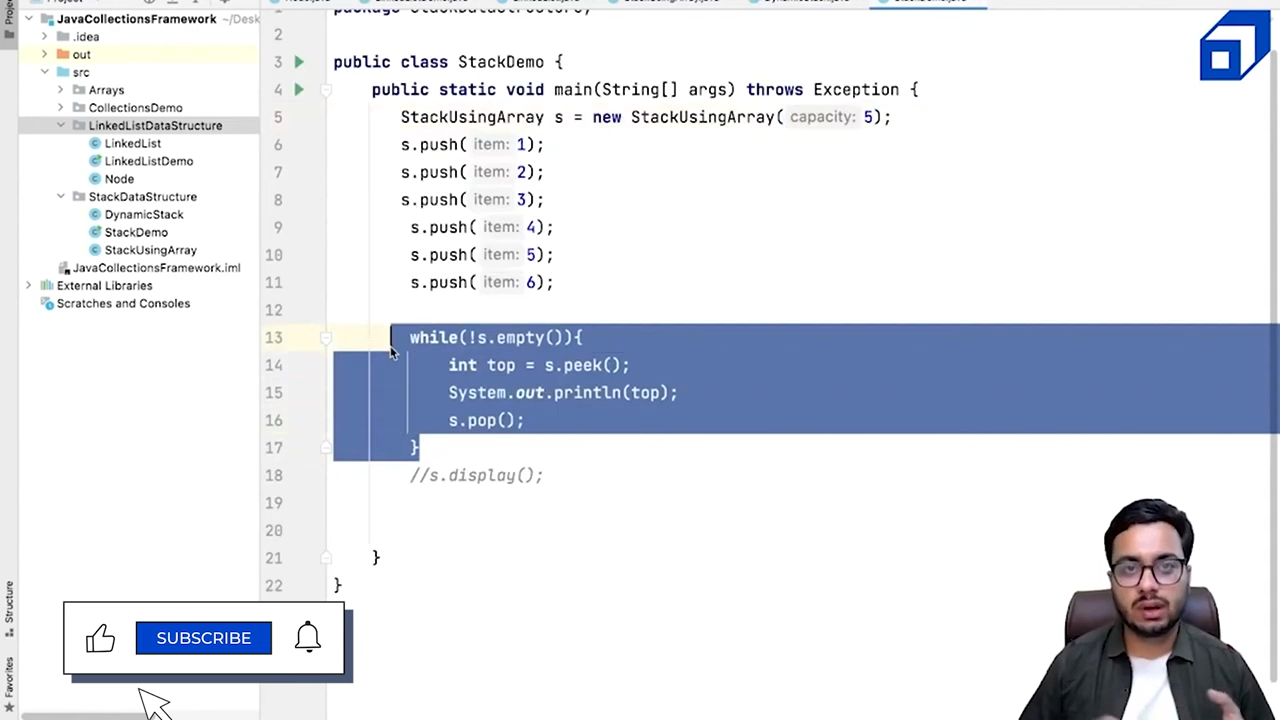 Project
JavaCollectionsFramework ~/Desk
.idea
out
src
Arrays
CollectionsDemo
LinkedListDataStructure
LinkedList
LinkedListDemo
Node
StackDataStructure
DynamicStack
StackDemo
StackUsingArray
JavaCollectionsFramework.iml
External Libraries
Scratches and Consoles
Structure
Favorites
2
3 public class StackDemo {
4 public static void main(String[] args) throws Exception {
5 StackUsingArray s = new StackUsingArray( capacity: 5);
6 s.push( item: 1);
7 s.push( item: 2);
8 s.push( item: 3);
9 s.push( item: 4);
10 s.push( item: 5);
11 s.push( item: 6);
12
13 while(!s.empty()){
14 int top = s.peek();
15 System.out.println(top);
16 s.pop();
17 }
18 //s.display();
19
20
21 }
22 }
SUBSCRIBE